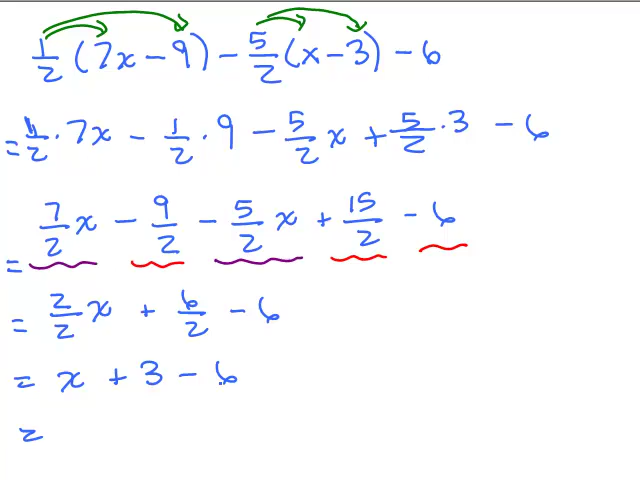 1/2 (7x − 9) − 5/2 (x − 3) − 6
= 1/2 · 7x − 1/2 · 9 − 5/2 x + 5/2 · 3 − 6
= 7/2 x − 9/2 − 5/2 x + 15/2 − 6
= 2/2 x + 6/2 − 6
= x + 3 − 6
=